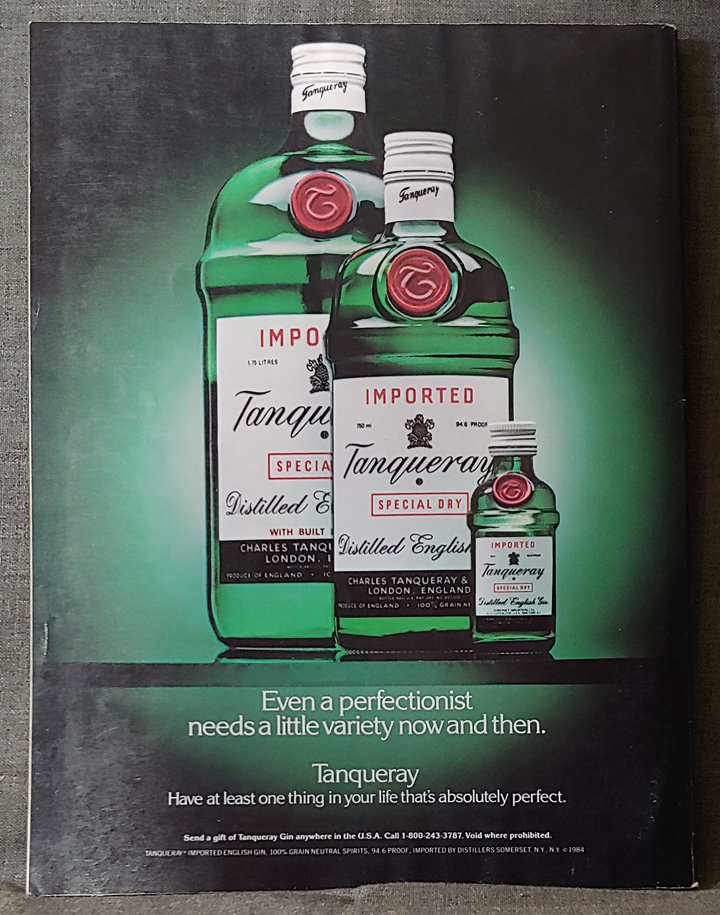 Tanqueray
Tanqueray
IMPO
1.75 LITRES
Tanqu
SPECIA
Distilled E
WITH BUILT
CHARLES TANQU
LONDON, E
PRODUCE OF ENGLAND
IMPORTED
750 ml
94.6 PROOF
Tanqueray
SPECIAL DRY
Distilled English
CHARLES TANQUERAY &
LONDON, ENGLAND
PRODUCE OF ENGLAND • 100% GRAIN NE
IMPORTED
Tanqueray
SPECIAL DRY
Distilled English Gin
Even a perfectionist
needs a little variety now and then.
Tanqueray
Have at least one thing in your life that's absolutely perfect.
Send a gift of Tanqueray Gin anywhere in the U.S.A. Call 1-800-243-3787. Void where prohibited.
TANQUERAY® IMPORTED ENGLISH GIN, 100% GRAIN NEUTRAL SPIRITS, 94.6 PROOF, IMPORTED BY DISTILLERS SOMERSET, N.Y., N.Y. © 1984